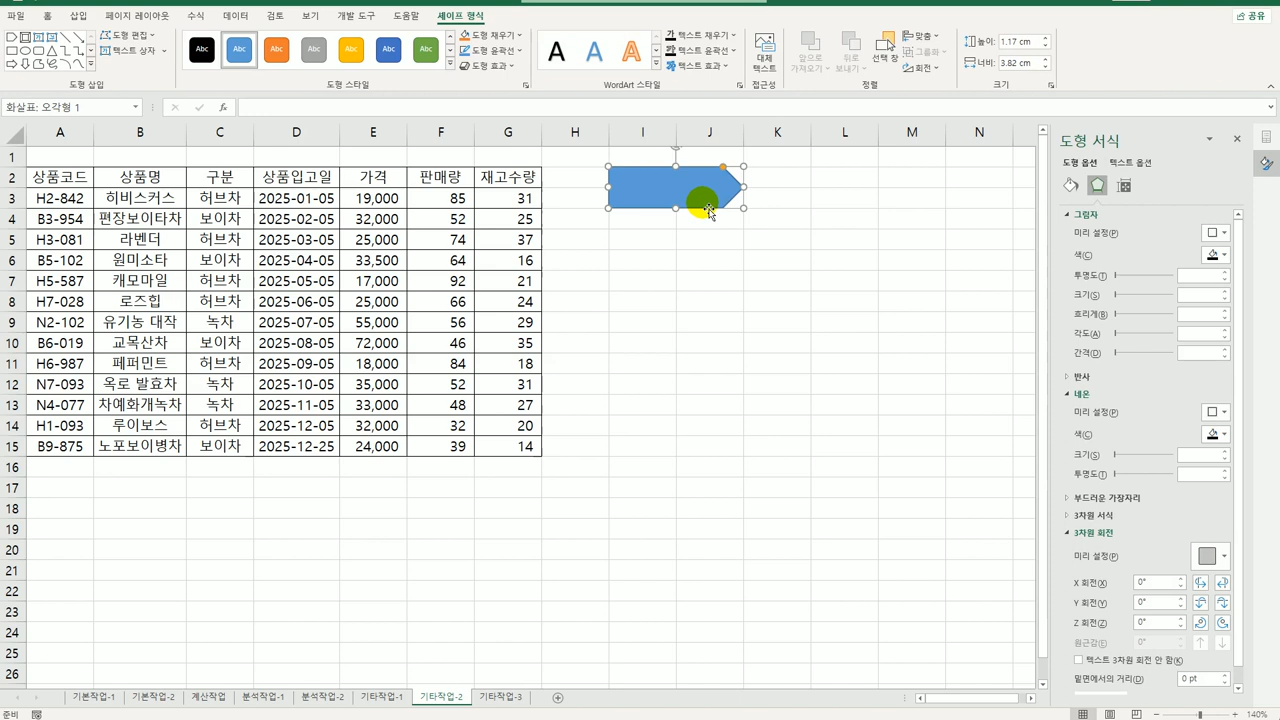 파일 홈 삽입 페이지 레이아웃 수식 데이터 검토 보기 개발 도구 도움말 셰이프 형식 공유
도형 편집
텍스트 상자
도형 삽입
Abc Abc Abc Abc Abc Abc Abc
도형 채우기
도형 윤곽선
도형 효과
도형 스타일
A A A
텍스트 채우기
텍스트 윤곽선
텍스트 효과
WordArt 스타일
대체
텍스트
접근성
앞으로
가져오기
뒤로
보내기
선택 창
맞춤
그룹화
회전
정렬
높이: 1.17 cm
너비: 3.82 cm
크기
화살표: 오각형 1 fx
A B C D E F G H I J K L M N
1
2 상품코드 상품명 구분 상품입고일 가격 판매량 재고수량
3 H2-842 히비스커스 허브차 2025-01-05 19,000 85 31
4 B3-954 편장보이타차 보이차 2025-02-05 32,000 52 25
5 H3-081 라벤더 허브차 2025-03-05 25,000 74 37
6 B5-102 원미소타 보이차 2025-04-05 33,500 64 16
7 H5-587 캐모마일 허브차 2025-05-05 17,000 92 21
8 H7-028 로즈힙 허브차 2025-06-05 25,000 66 24
9 N2-102 유기농 대작 녹차 2025-07-05 55,000 56 29
10 B6-019 교목산차 보이차 2025-08-05 72,000 46 35
11 H6-987 페퍼민트 허브차 2025-09-05 18,000 84 18
12 N7-093 옥로 발효차 녹차 2025-10-05 35,000 52 31
13 N4-077 차예화개녹차 녹차 2025-11-05 33,000 48 27
14 H1-093 루이보스 허브차 2025-12-05 32,000 32 20
15 B9-875 노포보이병차 보이차 2025-12-25 24,000 39 14
16
17
18
19
20
21
22
23
24
25
26
도형 서식
도형 옵션 텍스트 옵션
그림자
미리 설정(P)
색(C)
투명도(T)
크기(S)
흐리게(B)
각도(A)
간격(D)
반사
네온
미리 설정(P)
색(C)
크기(S)
투명도(T)
부드러운 가장자리
3차원 서식
3차원 회전
미리 설정(P)
X 회전(X) 0°
Y 회전(Y) 0°
Z 회전(Z) 0°
원근감(E) 0°
텍스트 3차원 회전 안 함(K)
밑면에서의 거리(D) 0 pt
기본작업-1 기본작업-2 계산작업 분석작업-1 분석작업-2 기타작업-1 기타작업-2 기타작업-3
준비 140%